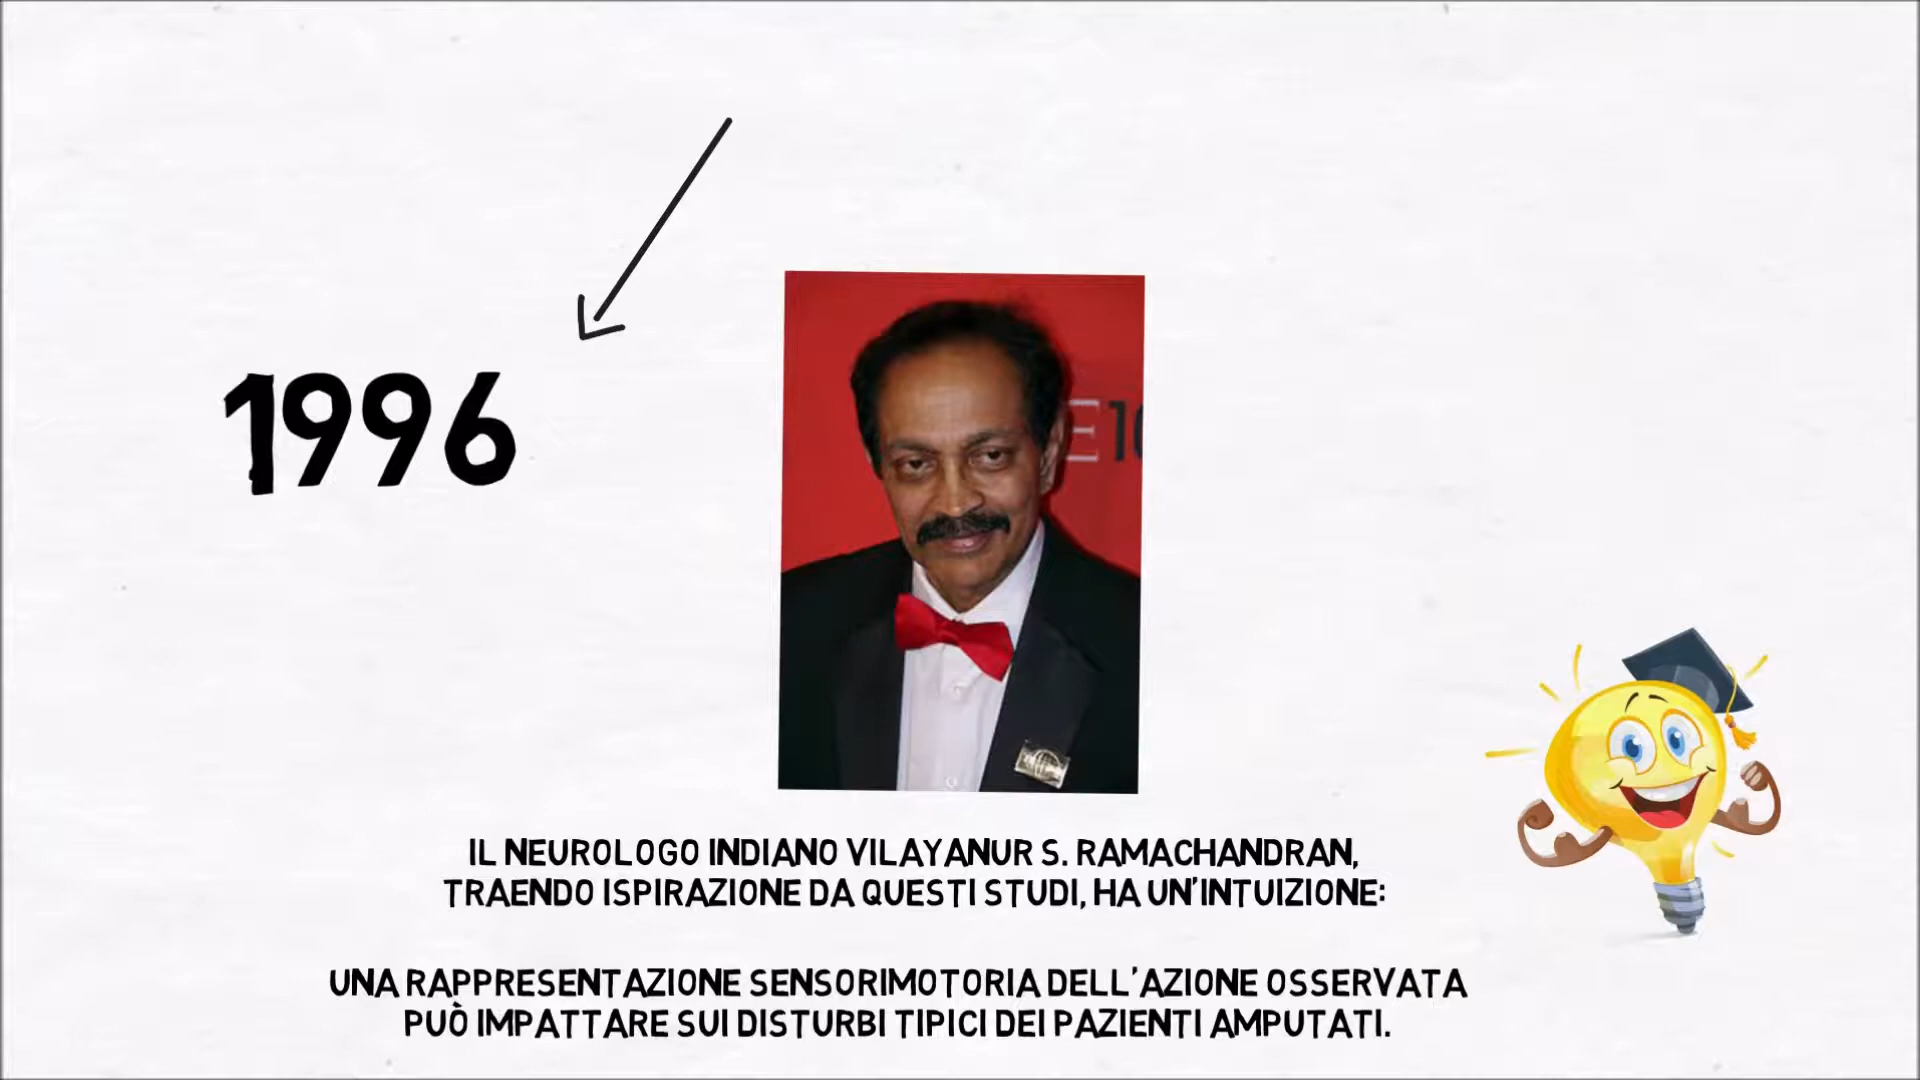 1996
E 10
IL NEUROLOGO INDIANO VILAYANUR S. RAMACHANDRAN,
TRAENDO ISPIRAZIONE DA QUESTI STUDI, HA UN'INTUIZIONE:
UNA RAPPRESENTAZIONE SENSORIMOTORIA DELL'AZIONE OSSERVATA
PUÒ IMPATTARE SUI DISTURBI TIPICI DEI PAZIENTI AMPUTATI.